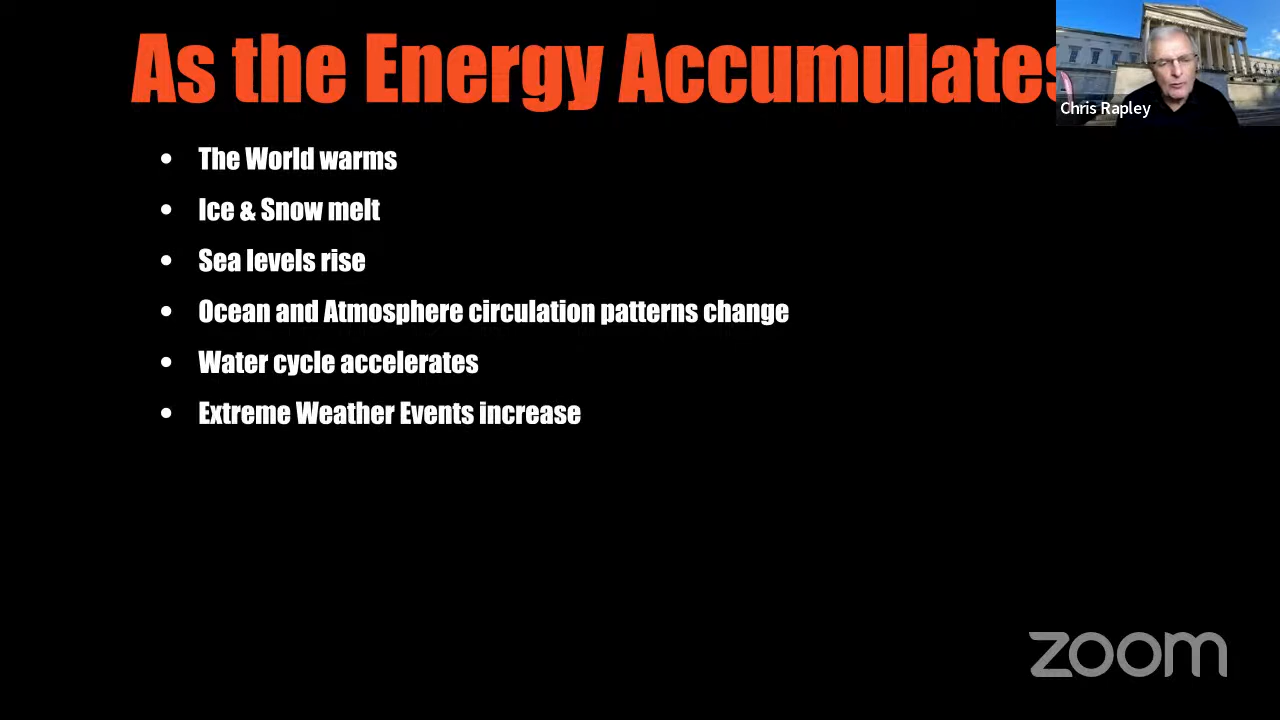 As the Energy Accumulates
Chris Rapley
• The World warms
• Ice & Snow melt
• Sea levels rise
• Ocean and Atmosphere circulation patterns change
• Water cycle accelerates
• Extreme Weather Events increase
zoom